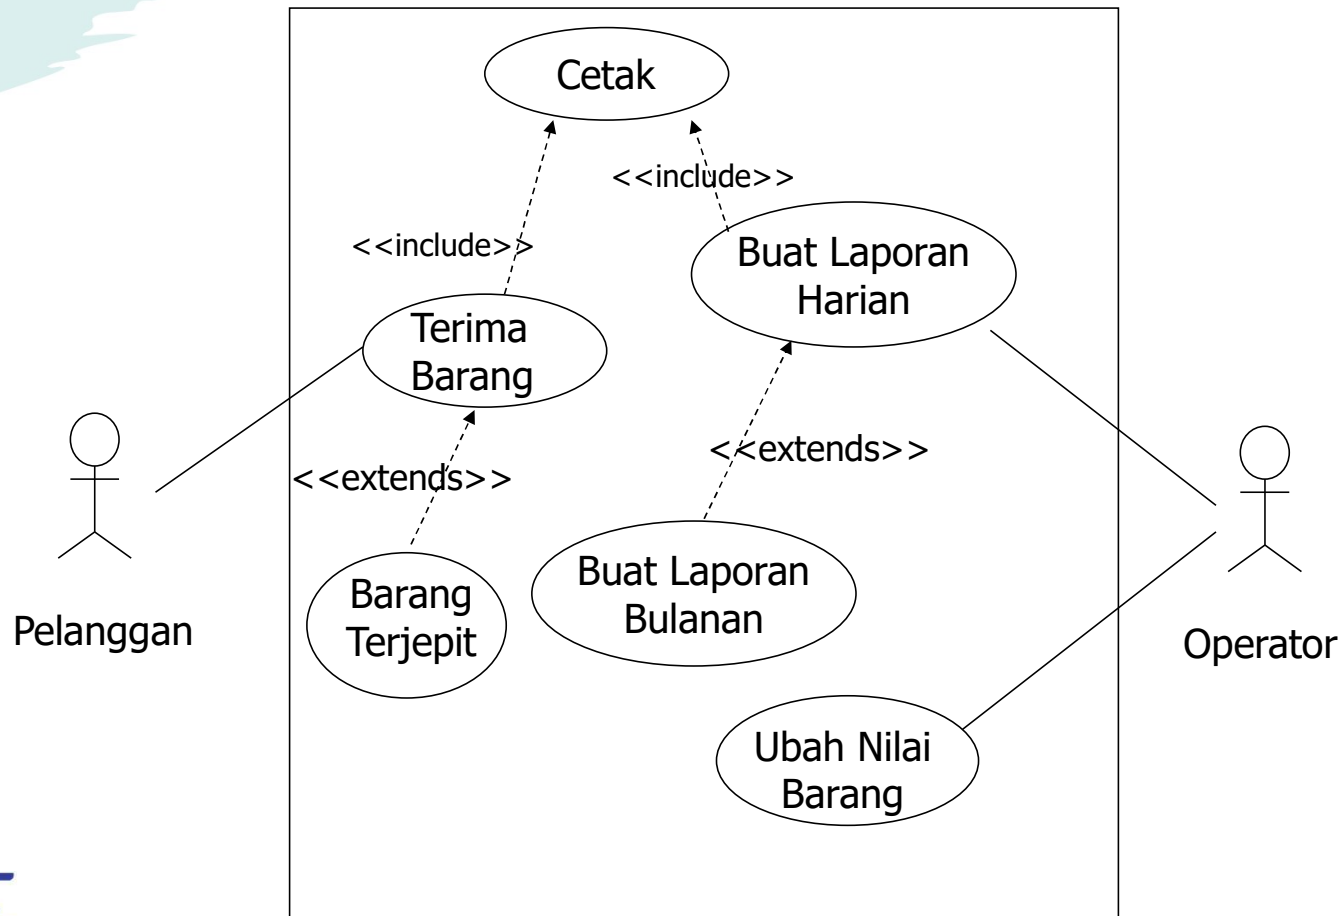 Cetak
<<include>>
<<include>>
Buat Laporan
Harian
Terima
Barang
<<extends>>
<<extends>>
Barang
Terjepit
Buat Laporan
Bulanan
Pelanggan
Operator
Ubah Nilai
Barang